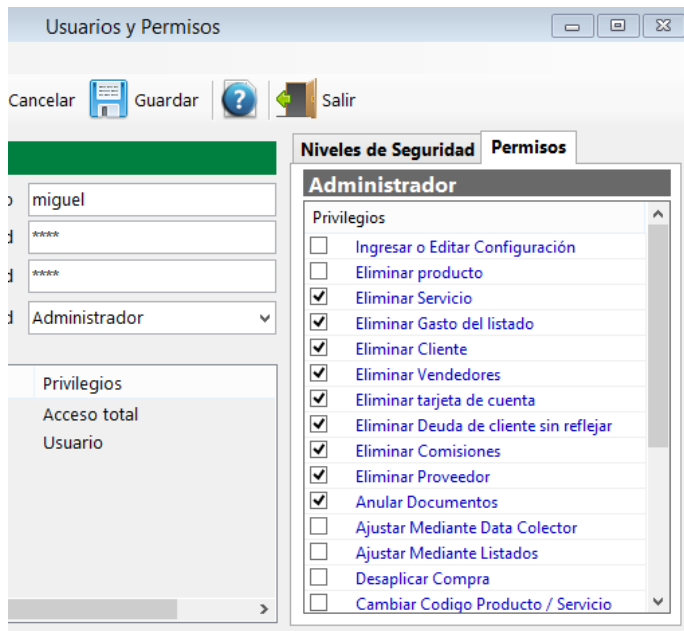 Usuarios y Permisos
Cancelar Guardar ? Salir
Niveles de Seguridad Permisos
Administrador
o miguel
d ****
d ****
d Administrador
Privilegios
Acceso total
Usuario
Privilegios
Ingresar o Editar Configuración
Eliminar producto
Eliminar Servicio
Eliminar Gasto del listado
Eliminar Cliente
Eliminar Vendedores
Eliminar tarjeta de cuenta
Eliminar Deuda de cliente sin reflejar
Eliminar Comisiones
Eliminar Proveedor
Anular Documentos
Ajustar Mediante Data Colector
Ajustar Mediante Listados
Desaplicar Compra
Cambiar Codigo Producto / Servicio